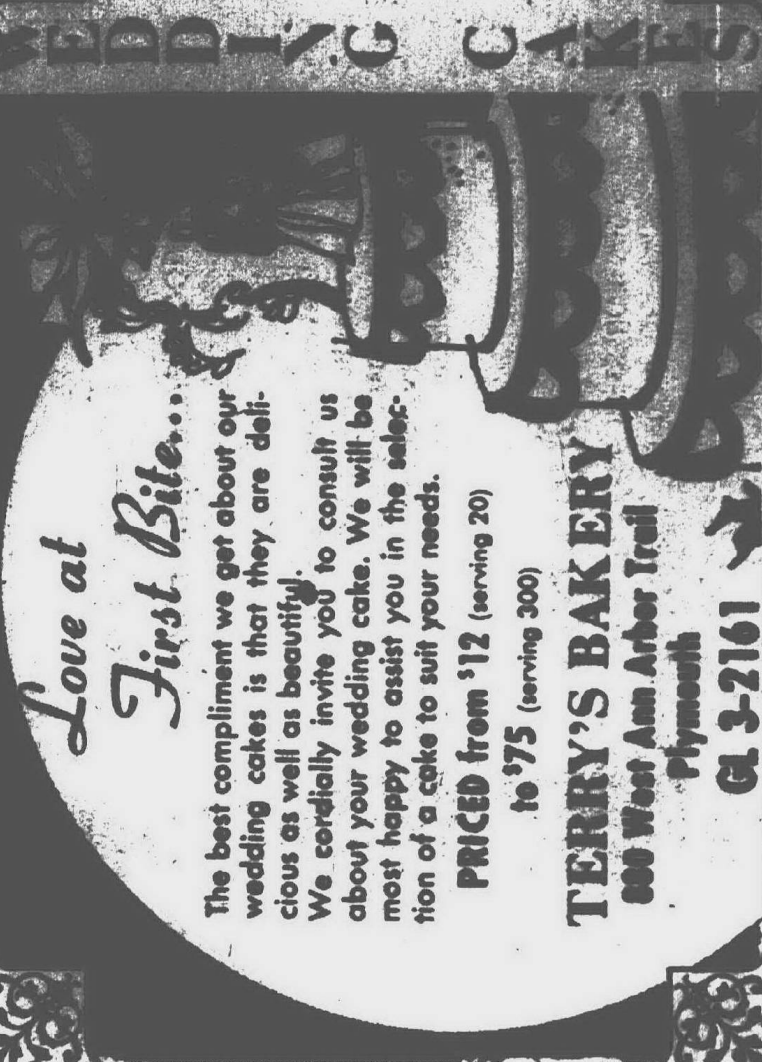 Love at
First Bite...
The best compliment we get about our
wedding cakes is that they are deli-
cious as well as beautiful.
We cordially invite you to consult us
about your wedding cake. We will be
most happy to assist you in the selec-
tion of a cake to suit your needs.
PRICED from $12 (serving 20)
to $75 (serving 300)
TERRY'S BAKERY
880 West Ann Arbor Trail
Plymouth
GL 3-2161
WEDDING CAKES